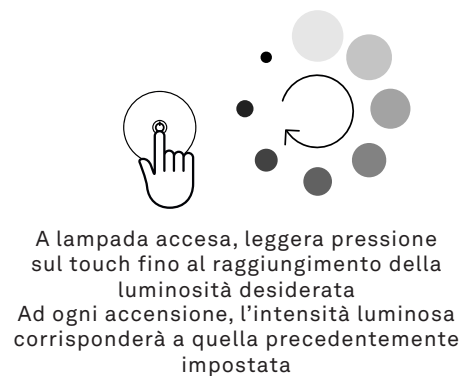 A lampada accesa, leggera pressione
sul touch fino al raggiungimento della
luminosità desiderata
Ad ogni accensione, l’intensità luminosa
corrisponderà a quella precedentemente
impostata